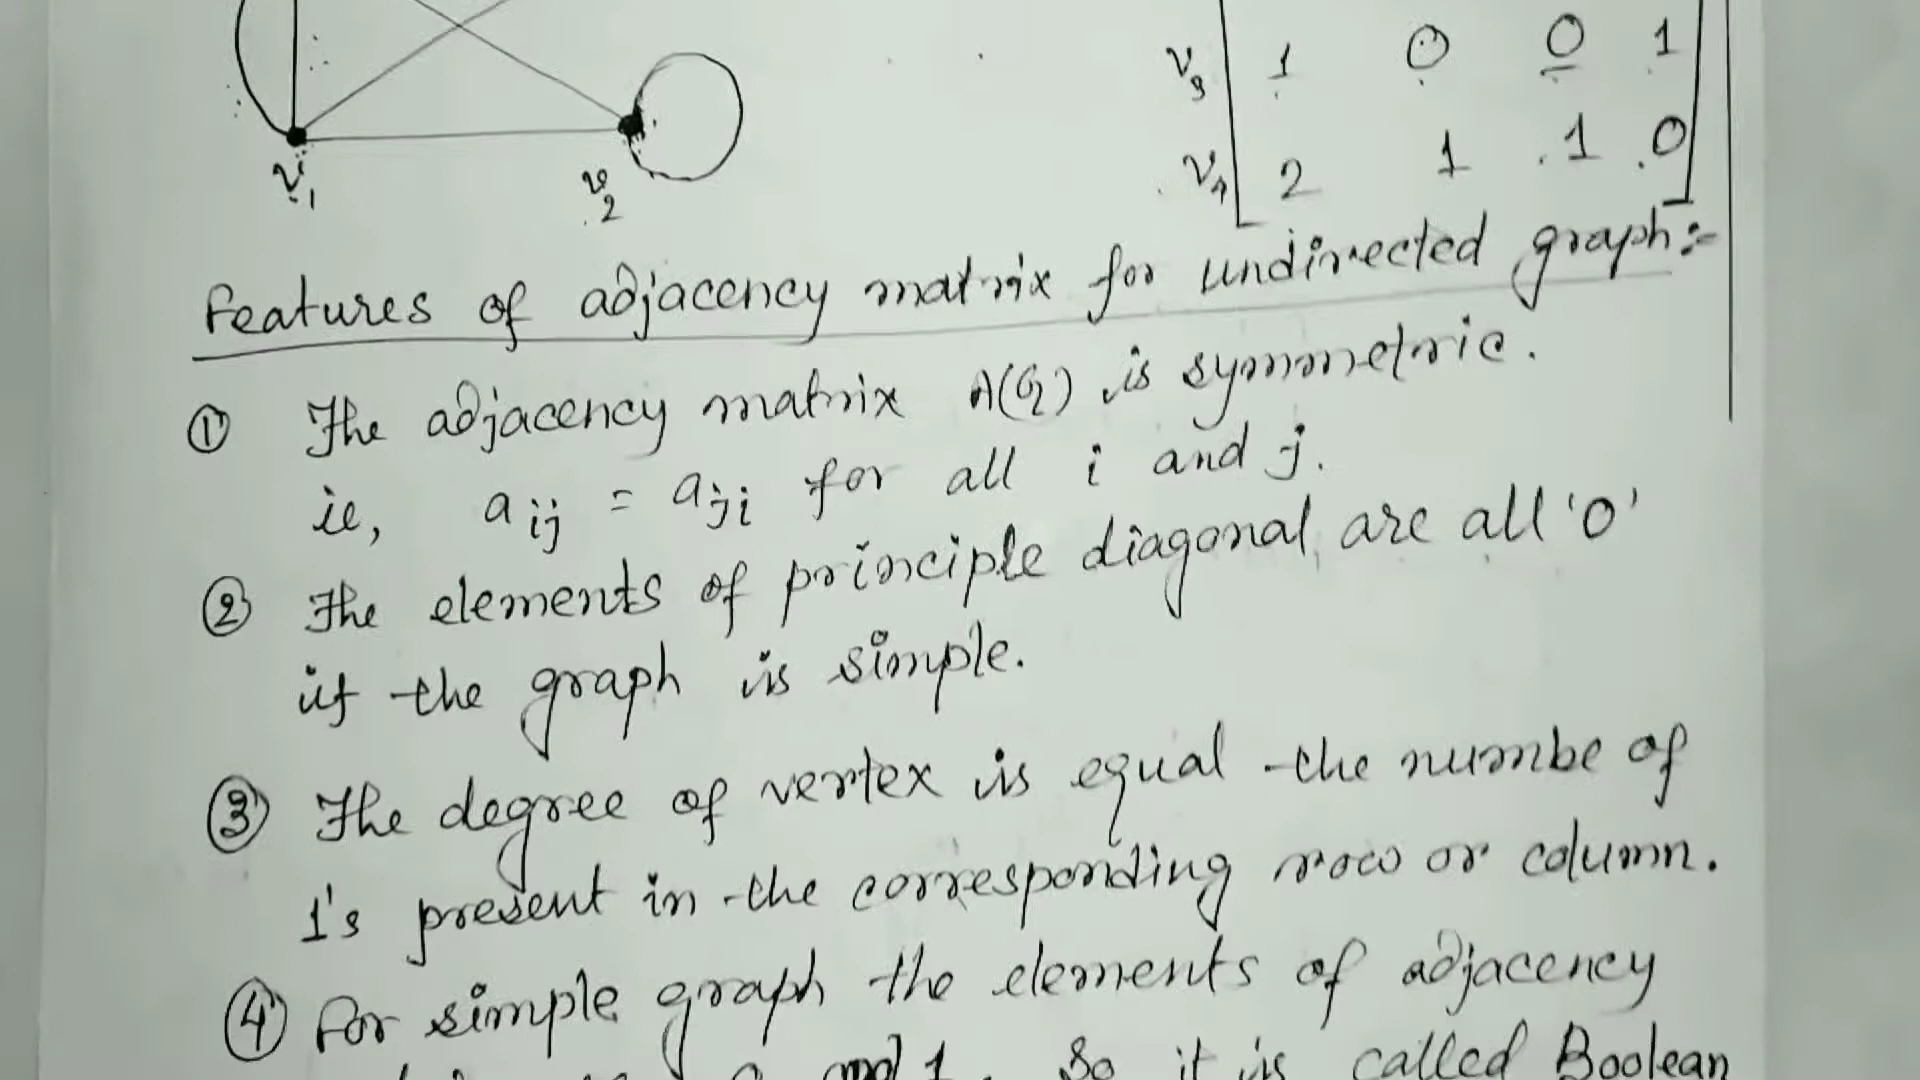 v3 1 0 0 1
v4 2 1 1 0
v1
v2
Features of adjacency matrix for undirected graph:-
① The adjacency matrix A(G) is symmetric.
ie, aij = aji for all i and j.
② The elements of principle diagonal are all '0'
if the graph is simple.
③ The degree of vertex is equal the numbe of
1's present in the corresponding row or column.
④ For simple graph the elements of adjacency
and 1. So it is called Boolean